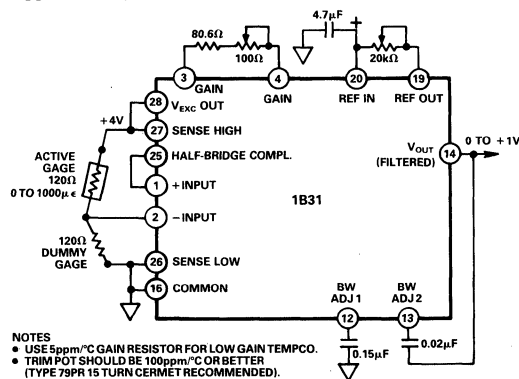 4.7µF
+
80.6Ω
100Ω
20kΩ
3
4
20
19
GAIN
GAIN
REF IN
REF OUT
28
VEXC OUT
+4V
27
SENSE HIGH
VOUT
(FILTERED)
14
0 TO +1V
25
HALF-BRIDGE COMPL.
ACTIVE
GAGE
120Ω
0 TO 1000µε
1
+INPUT
1B31
2
−INPUT
120Ω
DUMMY
GAGE
26
SENSE LOW
16
COMMON
BW
ADJ 1
BW
ADJ 2
12
13
0.15µF
0.02µF
NOTES
• USE 5ppm/°C GAIN RESISTOR FOR LOW GAIN TEMPCO.
• TRIM POT SHOULD BE 100ppm/°C OR BETTER
(TYPE 79PR 15 TURN CERMET RECOMMENDED).